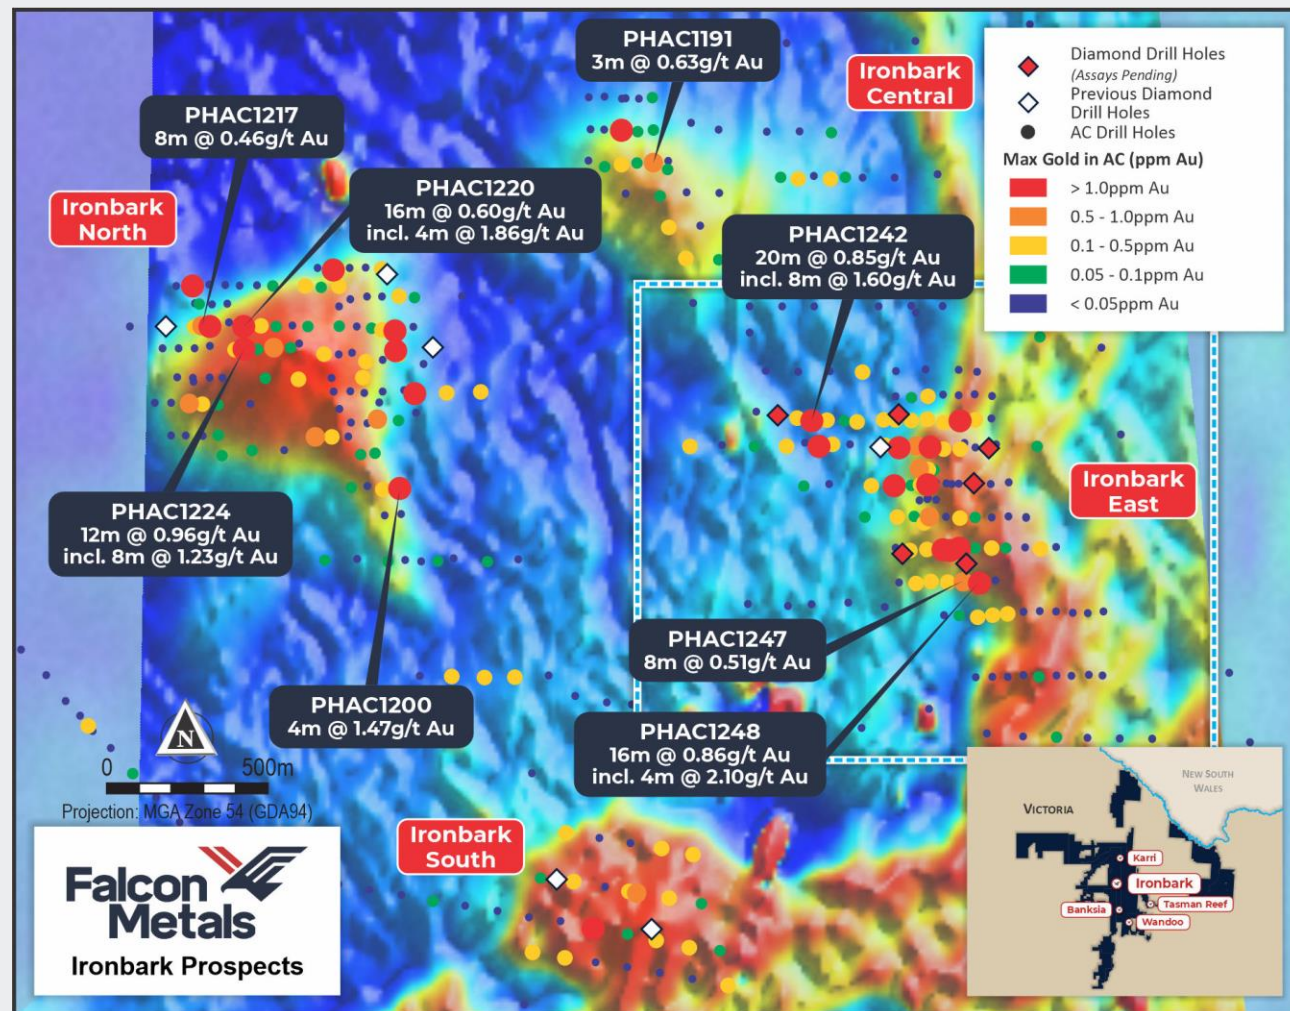 PHAC1191
3m @ 0.63g/t Au
Ironbark
Central
Diamond Drill Holes
(Assays Pending)
Previous Diamond
Drill Holes
AC Drill Holes
Max Gold in AC (ppm Au)
> 1.0ppm Au
0.5 - 1.0ppm Au
0.1 - 0.5ppm Au
0.05 - 0.1ppm Au
< 0.05ppm Au
PHAC1217
8m @ 0.46g/t Au
Ironbark
North
PHAC1220
16m @ 0.60g/t Au
incl. 4m @ 1.86g/t Au
PHAC1242
20m @ 0.85g/t Au
incl. 8m @ 1.60g/t Au
Ironbark
East
PHAC1224
12m @ 0.96g/t Au
incl. 8m @ 1.23g/t Au
PHAC1247
8m @ 0.51g/t Au
PHAC1200
4m @ 1.47g/t Au
PHAC1248
16m @ 0.86g/t Au
incl. 4m @ 2.10g/t Au
N
0 500m
Projection: MGA Zone 54 (GDA94)
Ironbark
South
Falcon
Metals
Ironbark Prospects
NEW SOUTH
WALES
VICTORIA
Karri
Ironbark
Tasman Reef
Banksia
Wandoo